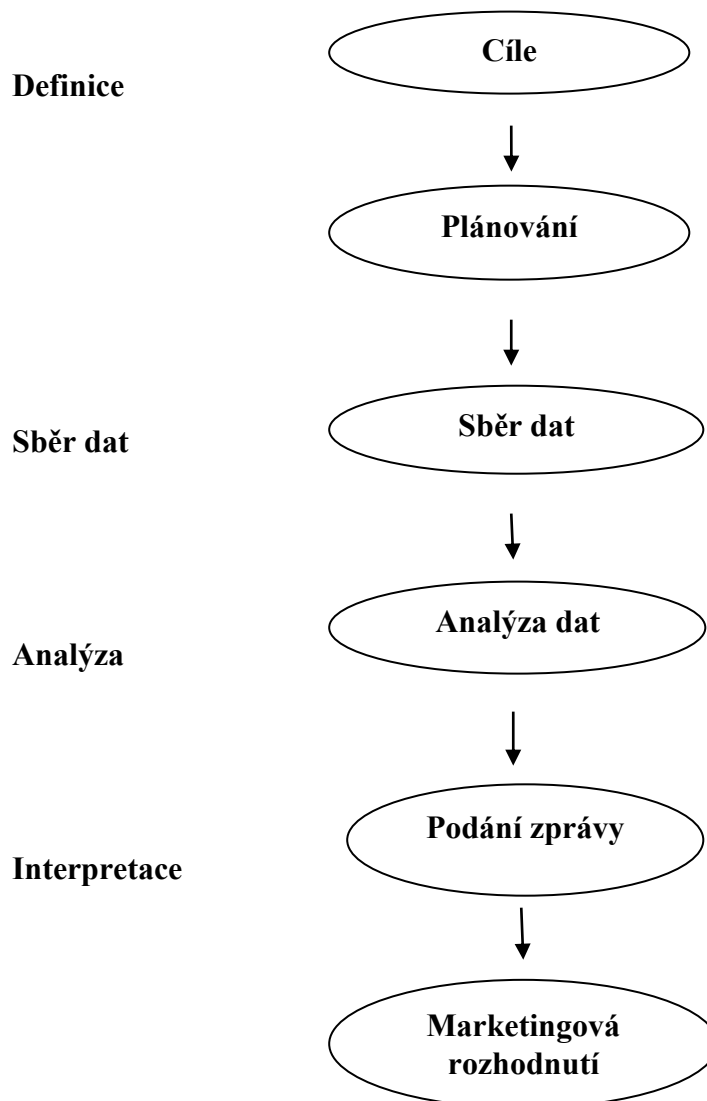 Cíle
Definice
Plánování
Sběr dat
Sběr dat
Analýza dat
Analýza
Podání zprávy
Interpretace
Marketingová
rozhodnutí